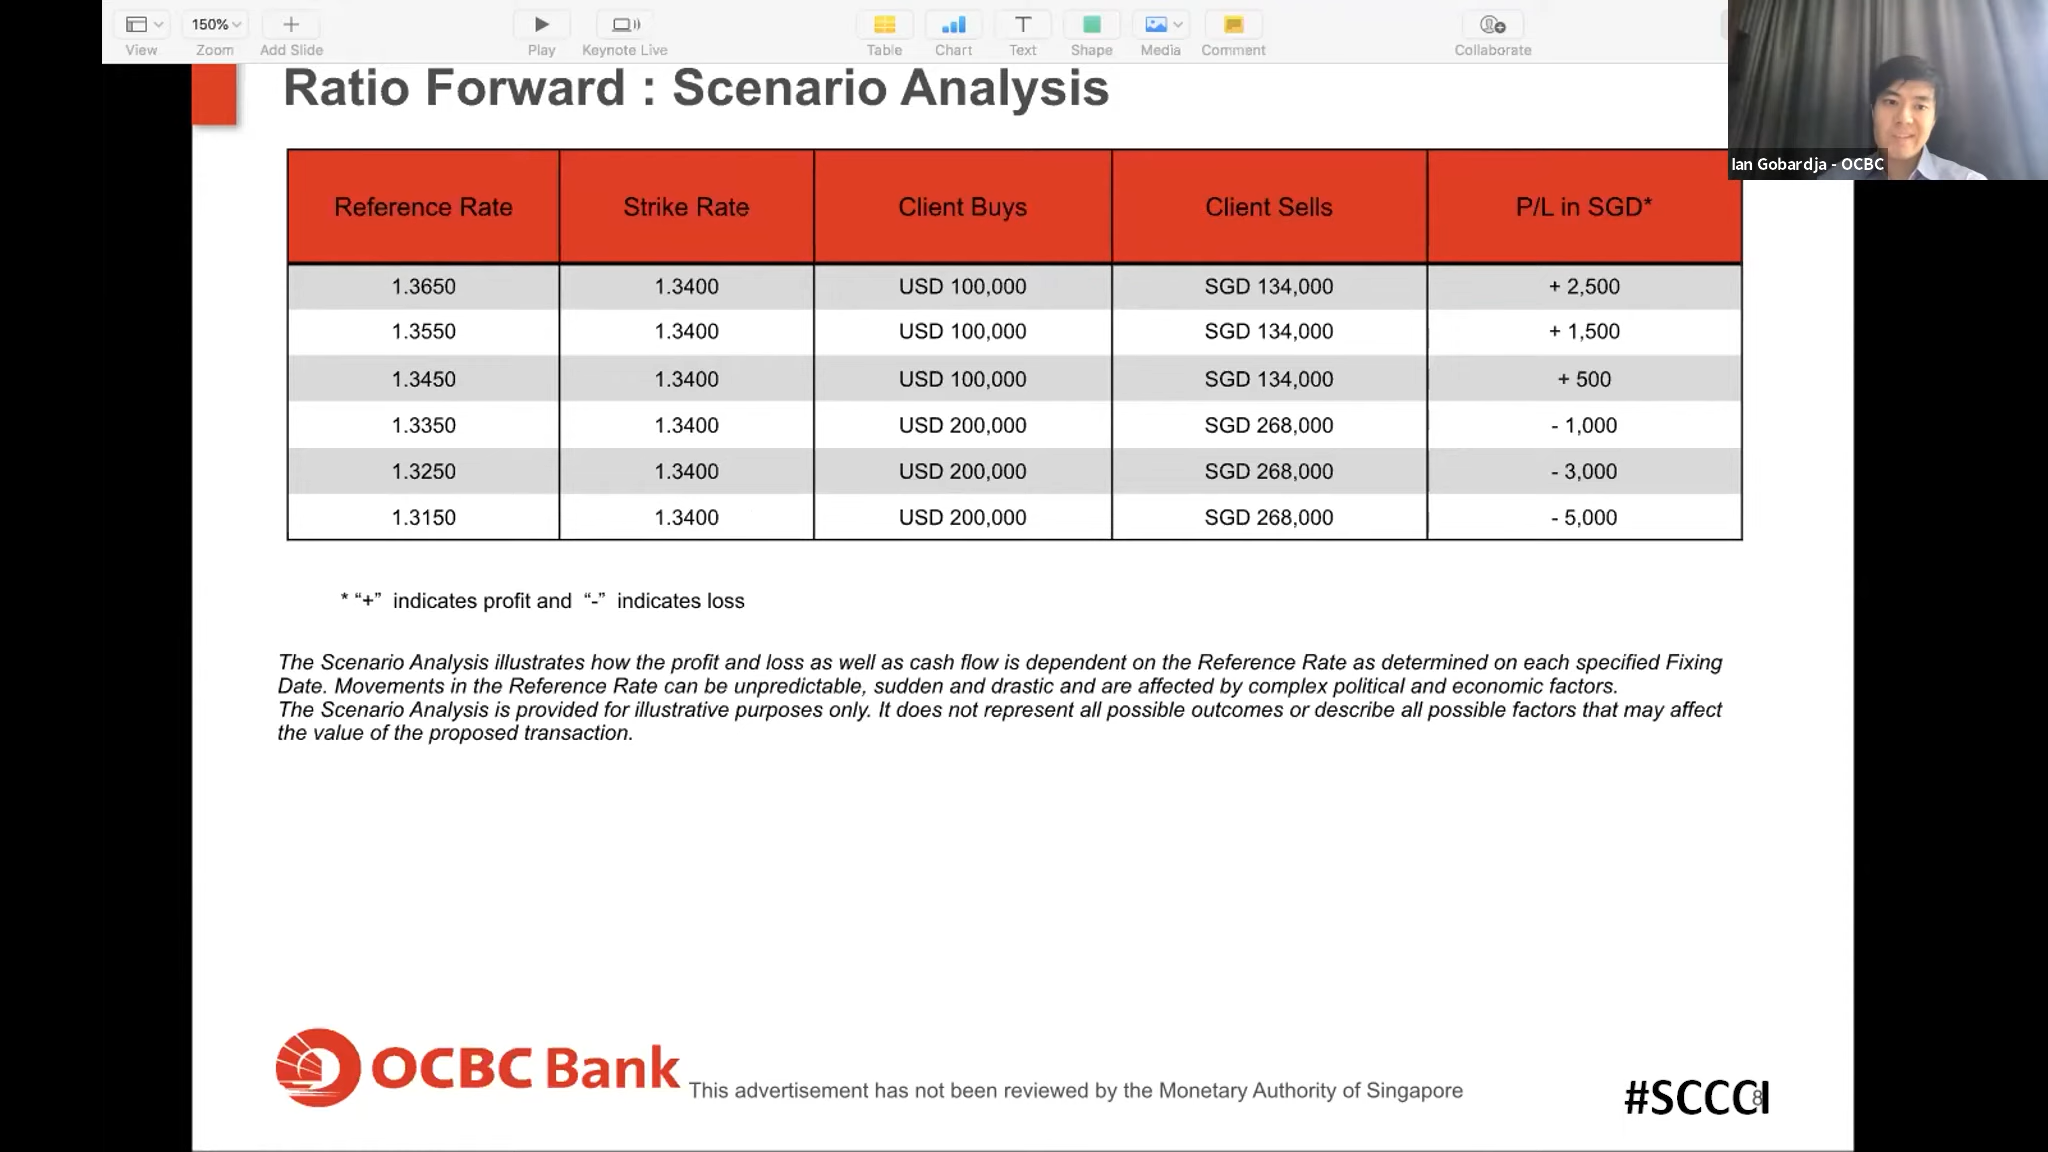 150%
View
Zoom
Add Slide
Play
Keynote Live
Table
Chart
Text
Shape
Media
Comment
Collaborate
Ian Gobardja - OCBC
Ratio Forward : Scenario Analysis
Reference Rate Strike Rate Client Buys Client Sells P/L in SGD*
1.3650 1.3400 USD 100,000 SGD 134,000 + 2,500
1.3550 1.3400 USD 100,000 SGD 134,000 + 1,500
1.3450 1.3400 USD 100,000 SGD 134,000 + 500
1.3350 1.3400 USD 200,000 SGD 268,000 - 1,000
1.3250 1.3400 USD 200,000 SGD 268,000 - 3,000
1.3150 1.3400 USD 200,000 SGD 268,000 - 5,000
* “+” indicates profit and “-” indicates loss
The Scenario Analysis illustrates how the profit and loss as well as cash flow is dependent on the Reference Rate as determined on each specified Fixing
Date. Movements in the Reference Rate can be unpredictable, sudden and drastic and are affected by complex political and economic factors.
The Scenario Analysis is provided for illustrative purposes only. It does not represent all possible outcomes or describe all possible factors that may affect
the value of the proposed transaction.
OCBC Bank
This advertisement has not been reviewed by the Monetary Authority of Singapore
#SCCCI
8